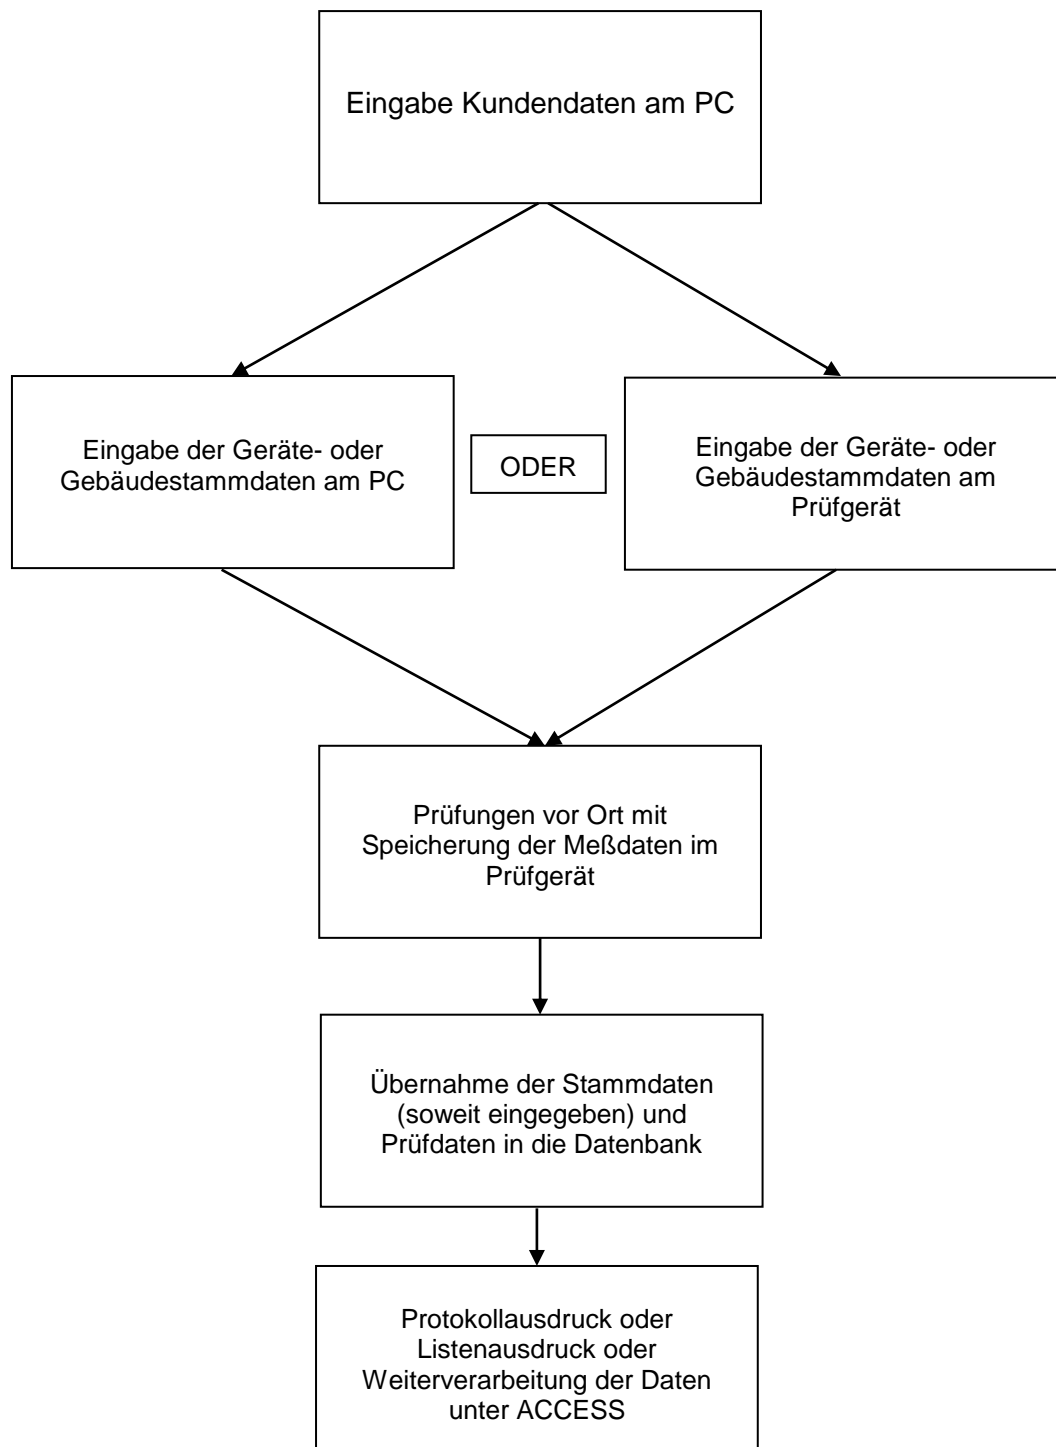 Eingabe Kundendaten am PC
Eingabe der Geräte- oder
Gebäudestammdaten am PC
ODER
Eingabe der Geräte- oder
Gebäudestammdaten am
Prüfgerät
Prüfungen vor Ort mit
Speicherung der Meßdaten im
Prüfgerät
Übernahme der Stammdaten
(soweit eingegeben) und
Prüfdaten in die Datenbank
Protokollausdruck oder
Listenausdruck oder
Weiterverarbeitung der Daten
unter ACCESS